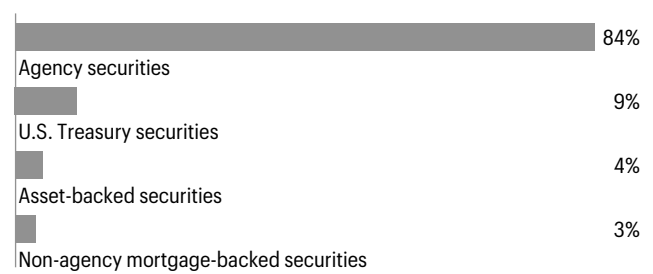 84%
Agency securities
9%
U.S. Treasury securities
4%
Asset-backed securities
3%
Non-agency mortgage-backed securities